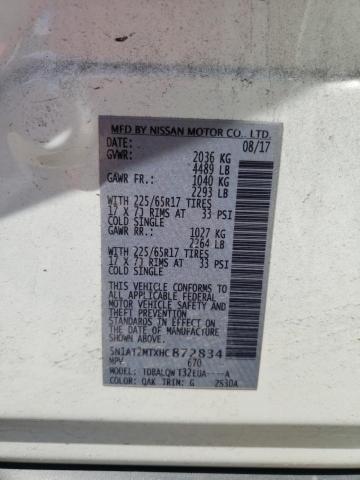 MFD BY NISSAN MOTOR CO., LTD.
DATE: 08/17
GVWR: 2036 KG
4489 LB
GAWR FR.: 1040 KG
2293 LB
WITH 225/65R17 TIRES
17 X 7J RIMS AT 33 PSI
COLD SINGLE
GAWR RR.: 1027 KG
2264 LB
WITH 225/65R17 TIRES
17 X 7J RIMS AT 33 PSI
COLD SINGLE
THIS VEHICLE CONFORMS TO ALL
APPLICABLE FEDERAL MOTOR
VEHICLE SAFETY AND
THEFT PREVENTION
STANDARDS IN EFFECT ON
THE DATE OF
MANUFACTURE SHOWN ABOVE.
5N1AT2MTXHC872834
MPV 670
MODEL: TDBALQWT32EUA----A
COLOR: QAK TRIM: G 2530A